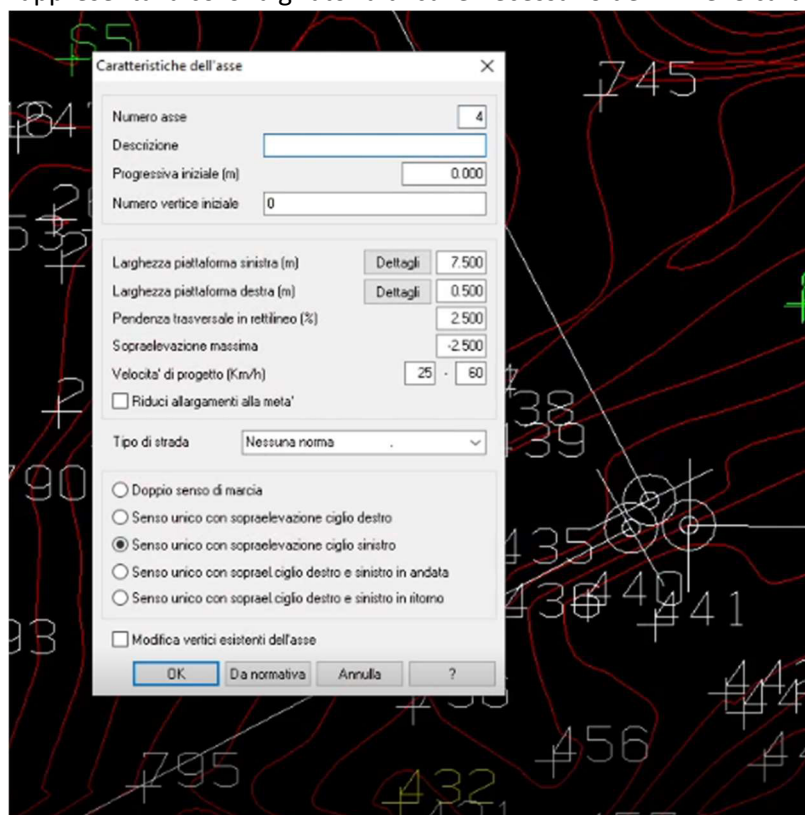 65
Caratteristiche dell'asse
745
Numero asse 4
Descrizione
Progressiva iniziale (m) 0.000
Numero vertice iniziale 0
Larghezza piattaforma sinistra (m) Dettagli 7.500
Larghezza piattaforma destra (m) Dettagli 0.500
Pendenza trasversale in rettilineo (%) 2.500
Sopraelevazione massima -2.500
Velocita' di progetto (Km/h) 25 - 60
Riduci allargamenti alla meta'
38
439
Tipo di strada Nessuna norma .
790
Doppio senso di marcia
Senso unico con sopraelevazione ciglio destro
Senso unico con sopraelevazione ciglio sinistro
435
Senso unico con soprael.ciglio destro e sinistro in andata
Senso unico con soprael.ciglio destro e sinistro in ritorno
436 440 441
93
Modifica vertici esistenti dell'asse
OK Da normativa Annulla ?
456
795
432